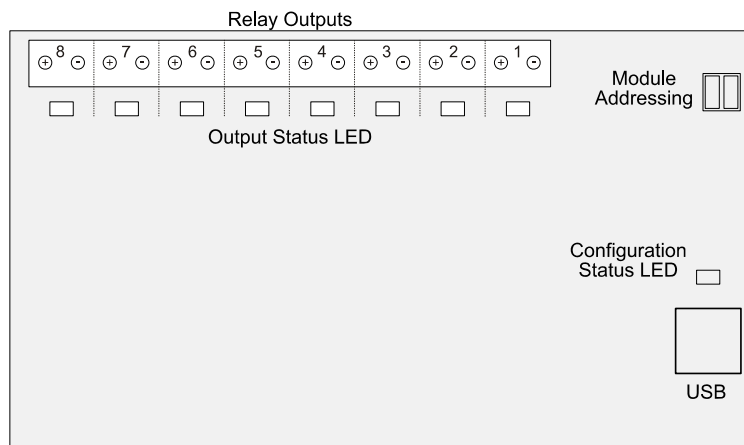 Relay Outputs
8 7 6 5 4 3 2 1
+ - + - + - + - + - + - + - + -
Output Status LED
Module
Addressing
Configuration
Status LED
USB